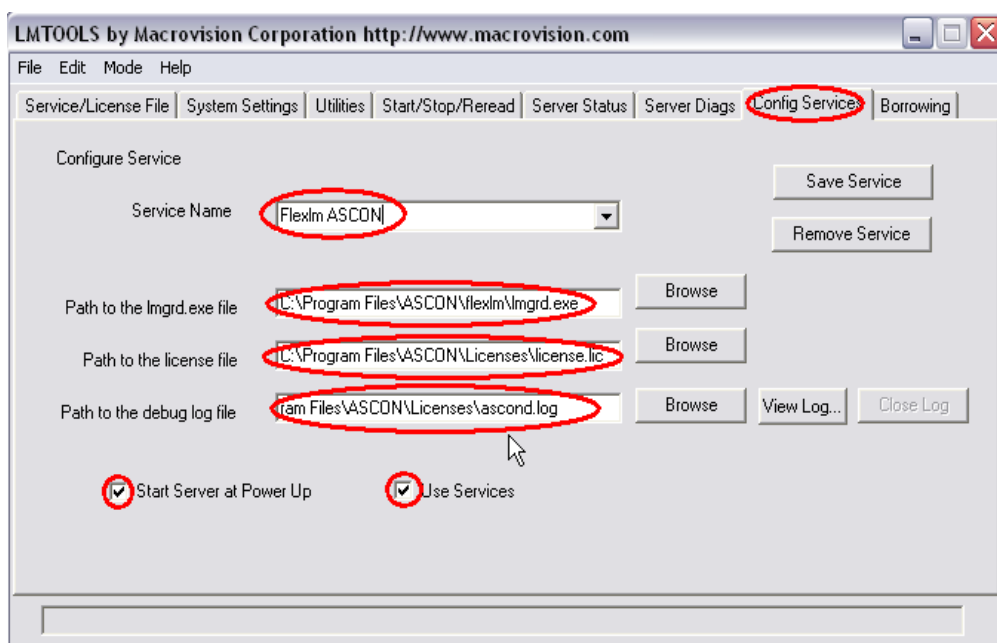 LMTOOLS by Macrovision Corporation http://www.macrovision.com
File Edit Mode Help
Service/License File System Settings Utilities Start/Stop/Reread Server Status Server Diags Config Services Borrowing
Configure Service
Save Service
Service Name Flexlm ASCON
Remove Service
Path to the lmgrd.exe file C:\Program Files\ASCON\flexlm\lmgrd.exe Browse
Path to the license file C:\Program Files\ASCON\Licenses\license.lic Browse
Path to the debug log file ram Files\ASCON\Licenses\ascond.log Browse View Log... Close Log
Start Server at Power Up Use Services